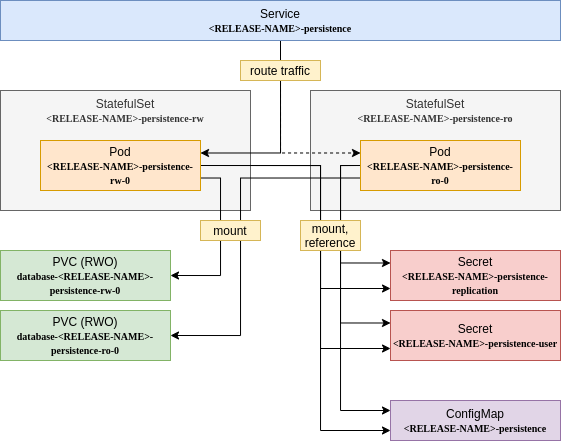 Service
<RELEASE-NAME>-persistence
route traffic
StatefulSet
<RELEASE-NAME>-persistence-rw
StatefulSet
<RELEASE-NAME>-persistence-ro
Pod
<RELEASE-NAME>-persistence-
rw-0
Pod
<RELEASE-NAME>-persistence-
ro-0
mount
mount,
reference
PVC (RWO)
database-<RELEASE-NAME>-
persistence-rw-0
Secret
<RELEASE-NAME>-persistence-
replication
PVC (RWO)
database-<RELEASE-NAME>-
persistence-ro-0
Secret
<RELEASE-NAME>-persistence-user
ConfigMap
<RELEASE-NAME>-persistence